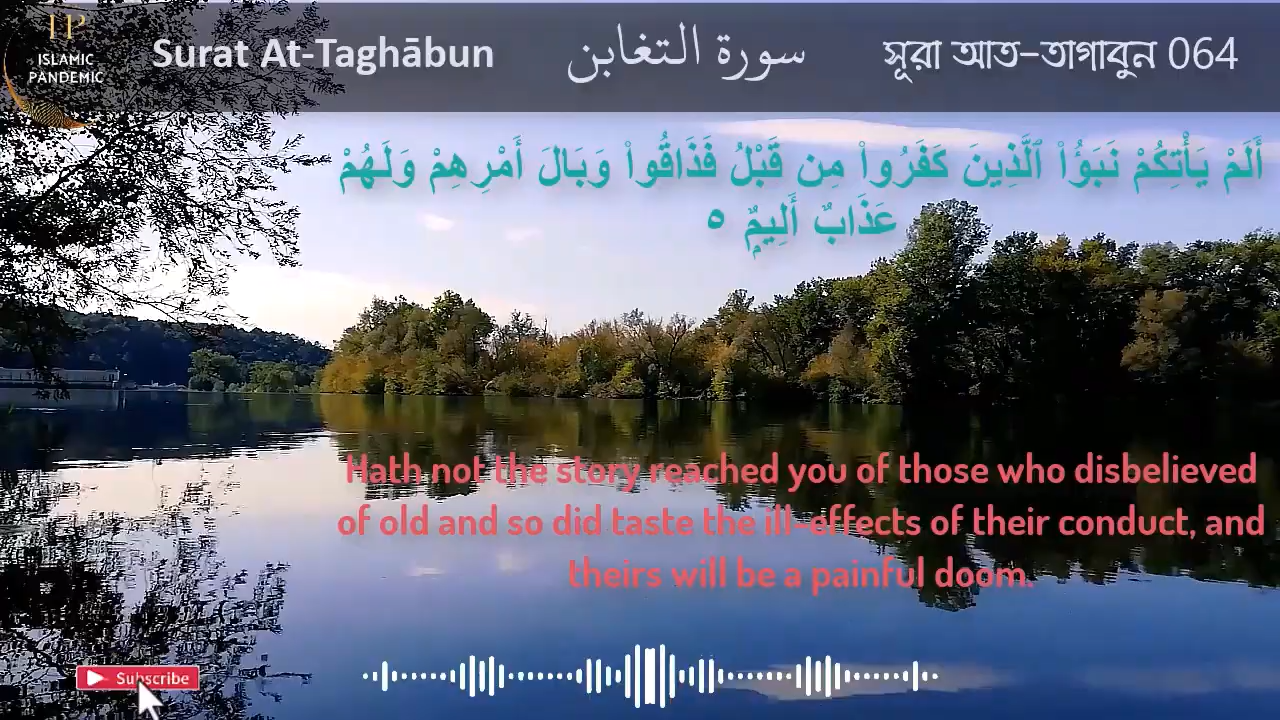 IP
ISLAMIC
PANDEMIC
Surat At-Taghābun سورة التغابن সূরা আত-তাগাবুন 064
أَلَمْ يَأْتِكُمْ نَبَؤُا۟ ٱلَّذِينَ كَفَرُوا۟ مِن قَبْلُ فَذَاقُوا۟ وَبَالَ أَمْرِهِمْ وَلَهُمْ
عَذَابٌ أَلِيمٌۭ ٥
Hath not the story reached you of those who disbelieved
of old and so did taste the ill-effects of their conduct, and
theirs will be a painful doom.
Subscribe